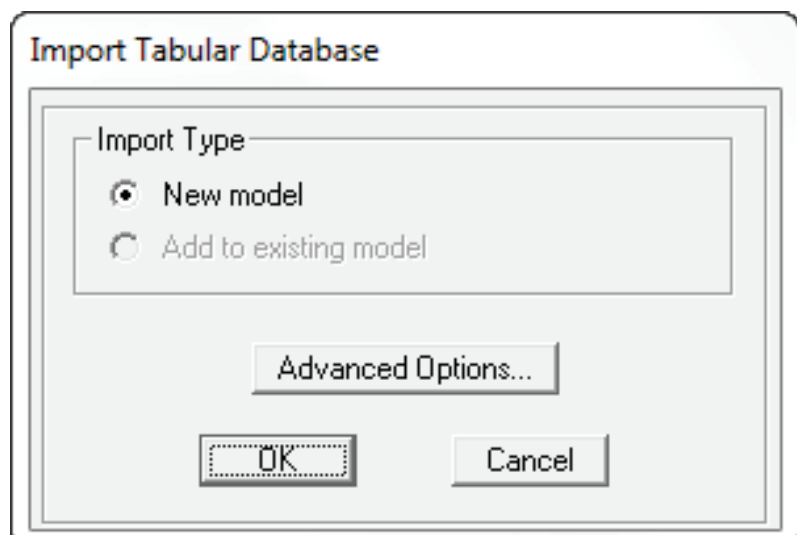 Import Tabular Database
Import Type
New model
Add to existing model
Advanced Options...
OK
Cancel